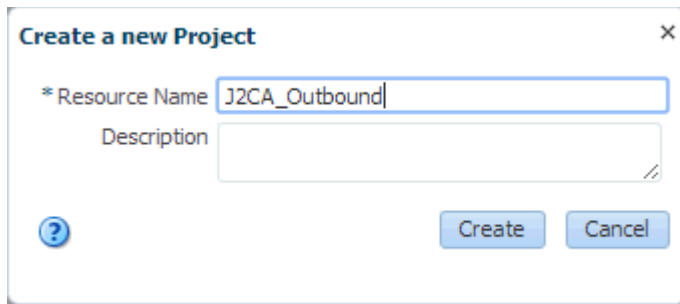 Create a new Project ×
* Resource Name J2CA_Outbound
Description
? Create Cancel